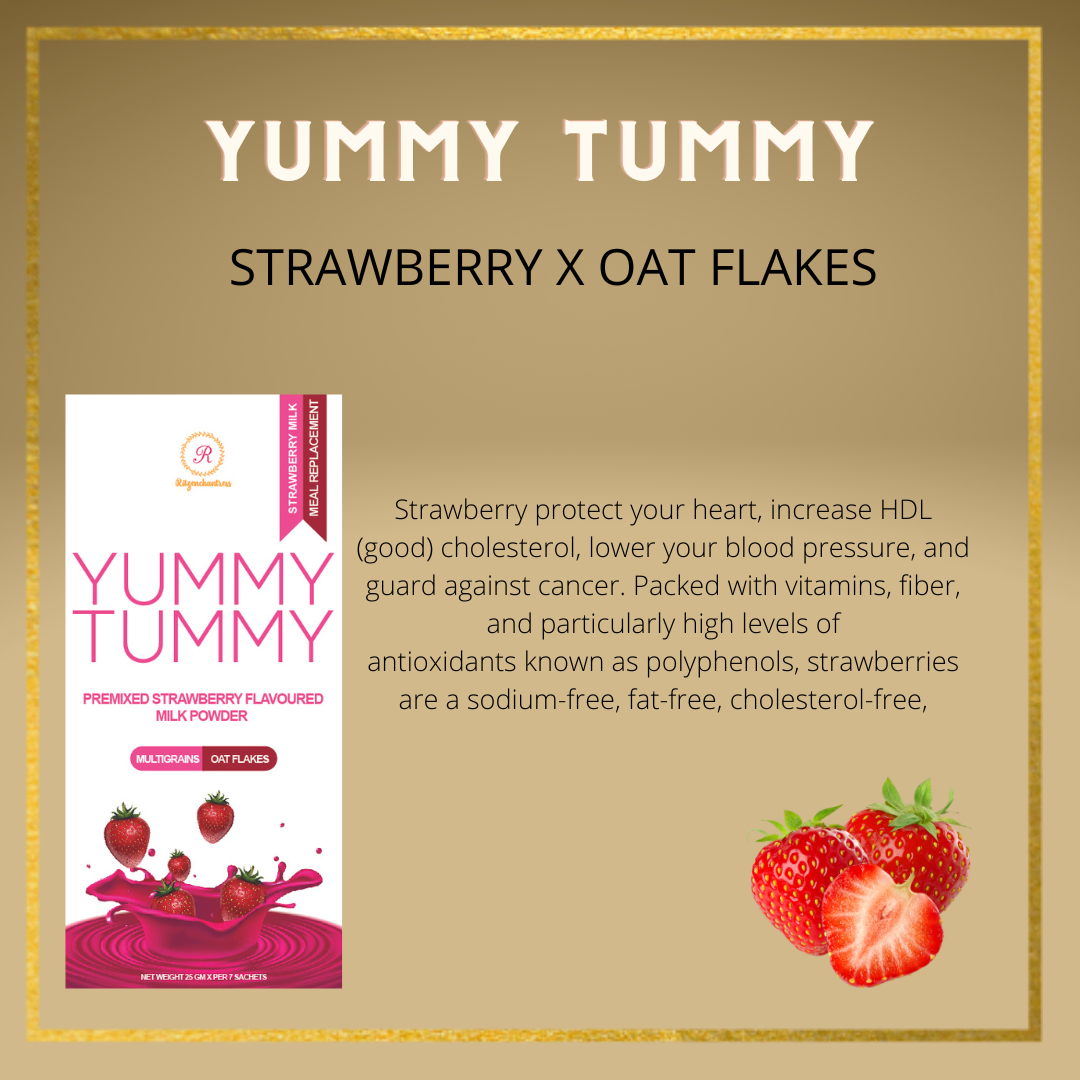 YUMMY TUMMY
STRAWBERRY X OAT FLAKES
STRAWBERRY MILK
MEAL REPLACEMENT
R
Ritzenchantress
YUMMY
TUMMY
PREMIXED STRAWBERRY FLAVOURED
MILK POWDER
MULTIGRAINS OAT FLAKES
NET WEIGHT 25 GM X PER 7 SACHETS
Strawberry protect your heart, increase HDL
(good) cholesterol, lower your blood pressure, and
guard against cancer. Packed with vitamins, fiber,
and particularly high levels of
antioxidants known as polyphenols, strawberries
are a sodium-free, fat-free, cholesterol-free,